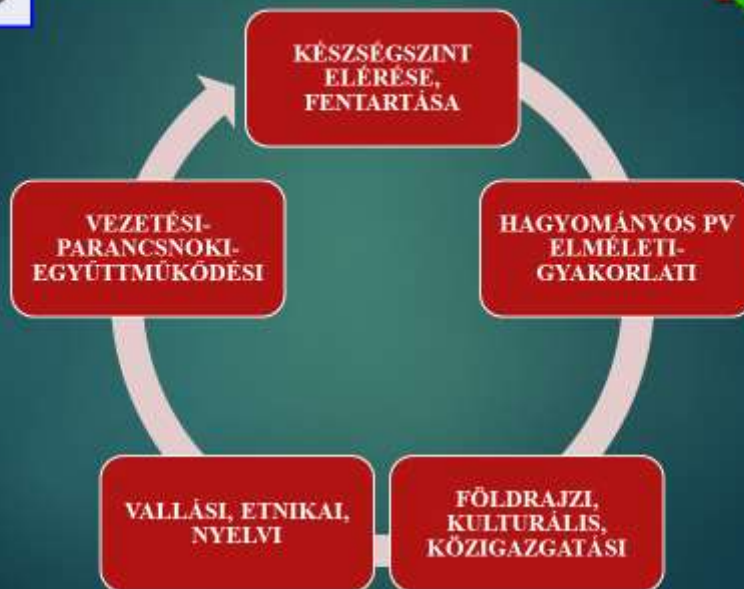 KÉSZSÉGSZINT
ELÉRÉSE,
FENTARTÁSA
HAGYOMÁNYOS PV
ELMÉLETI-
GYAKORLATI
FÖLDRAJZI,
KULTURÁLIS,
KÖZIGAZGATÁSI
VALLÁSI, ETNIKAI,
NYELVI
VEZETÉSI-
PARANCSNOKI-
EGYÜTTMŰKÖDÉSI